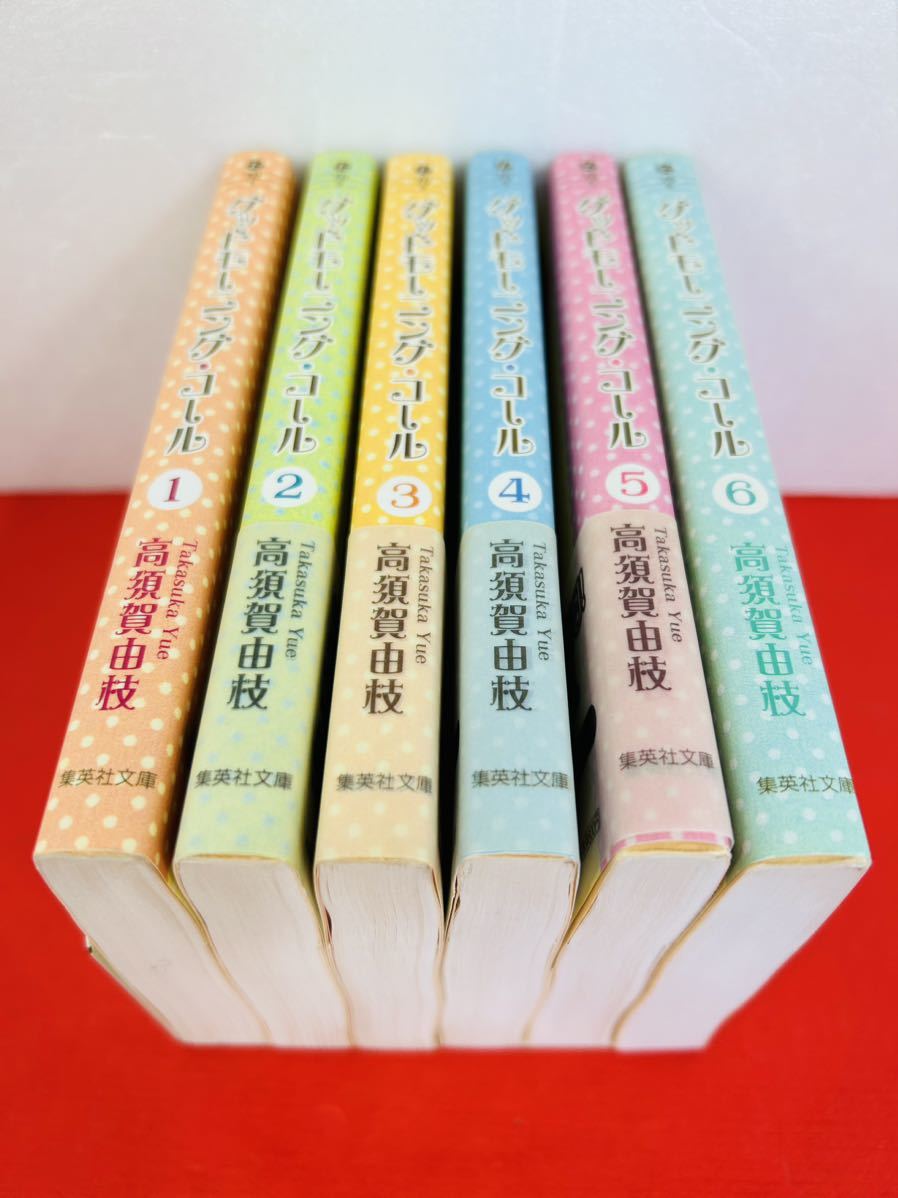 グッドモーニング・コール
1
高須賀由枝
Takasuka Yue
集英社文庫
グッドモーニング・コール
2
高須賀由枝
Takasuka Yue
集英社文庫
グッドモーニング・コール
3
高須賀由枝
Takasuka Yue
集英社文庫
グッドモーニング・コール
4
高須賀由枝
Takasuka Yue
集英社文庫
グッドモーニング・コール
5
高須賀由枝
Takasuka Yue
集英社文庫
グッドモーニング・コール
6
高須賀由枝
Takasuka Yue
集英社文庫